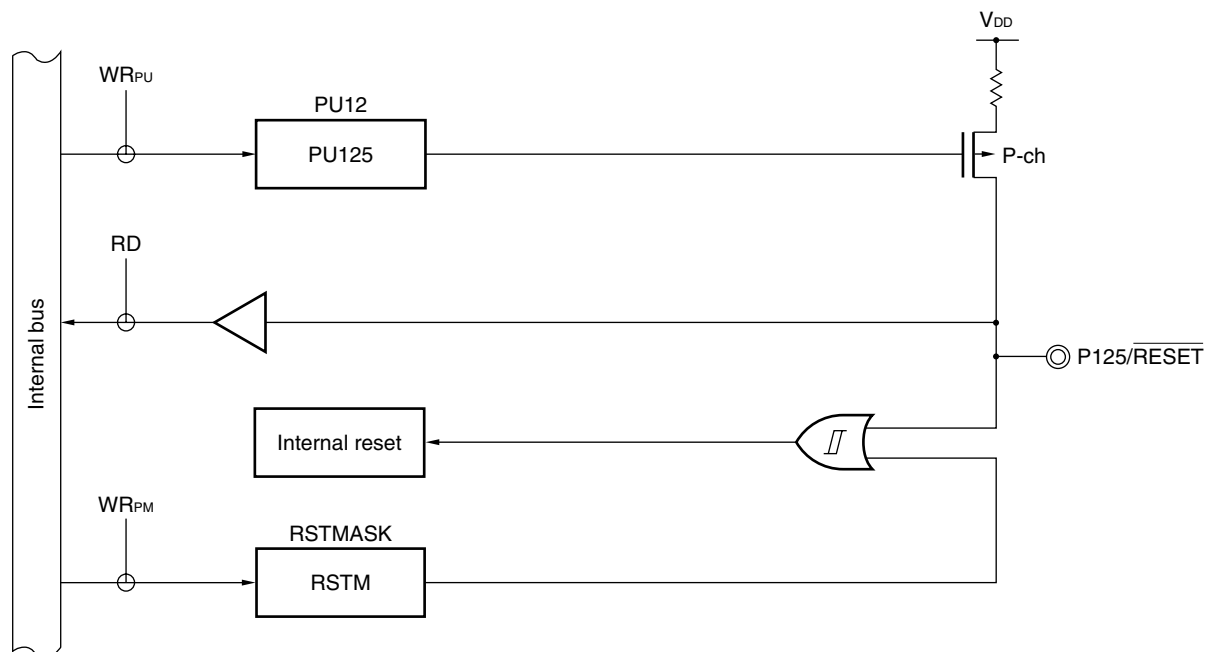 VDD
WRPU
PU12
PU125
P-ch
RD
Internal bus
P125/RESET
Internal reset
WRPM
RSTMASK
RSTM